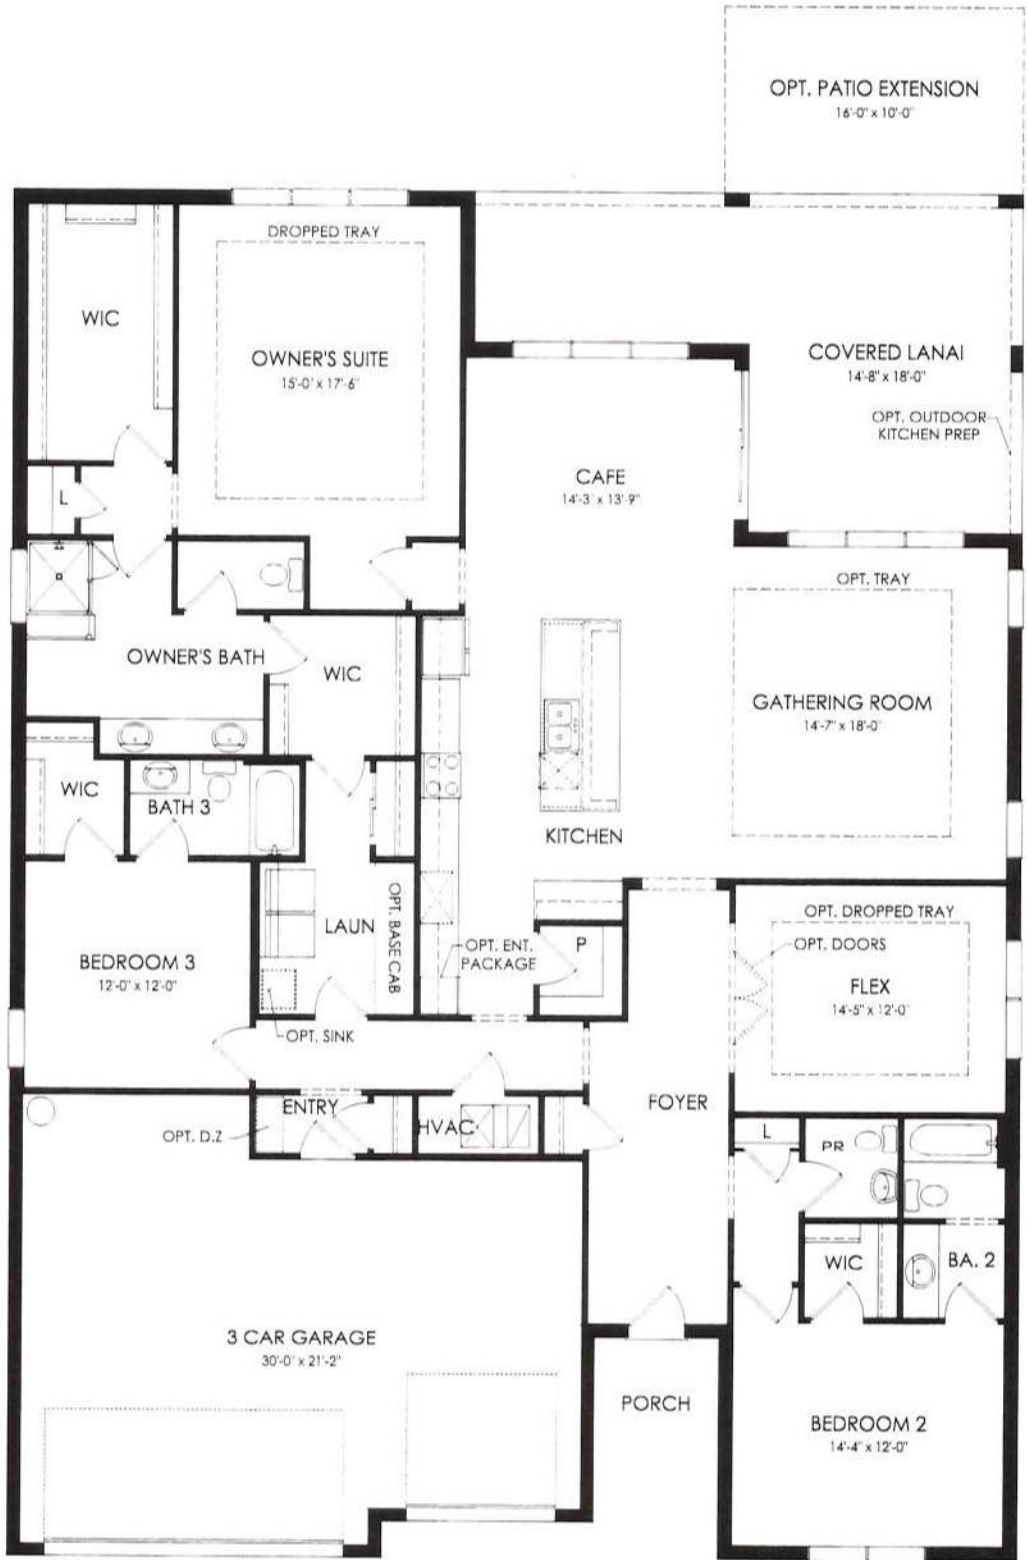 OPT. PATIO EXTENSION
16'-0" x 10'-0"
DROPPED TRAY
WIC
OWNER'S SUITE
15'-0" x 17'-6"
COVERED LANAI
14'-8" x 18'-0"
OPT. OUTDOOR
KITCHEN PREP
CAFE
14'-3" x 13'-9"
L
OPT. TRAY
OWNER'S BATH
WIC
GATHERING ROOM
14'-7" x 18'-0"
WIC
BATH 3
KITCHEN
OPT. DROPPED TRAY
LAUN
OPT. BASE CAB
OPT. ENT.
PACKAGE
P
OPT. DOORS
BEDROOM 3
12'-0" x 12'-0"
FLEX
14'-5" x 12'-0"
OPT. SINK
ENTRY
OPT. D.Z
HVAC
FOYER
L
PR
WIC
BA. 2
3 CAR GARAGE
30'-0" x 21'-2"
PORCH
BEDROOM 2
14'-4" x 12'-0"